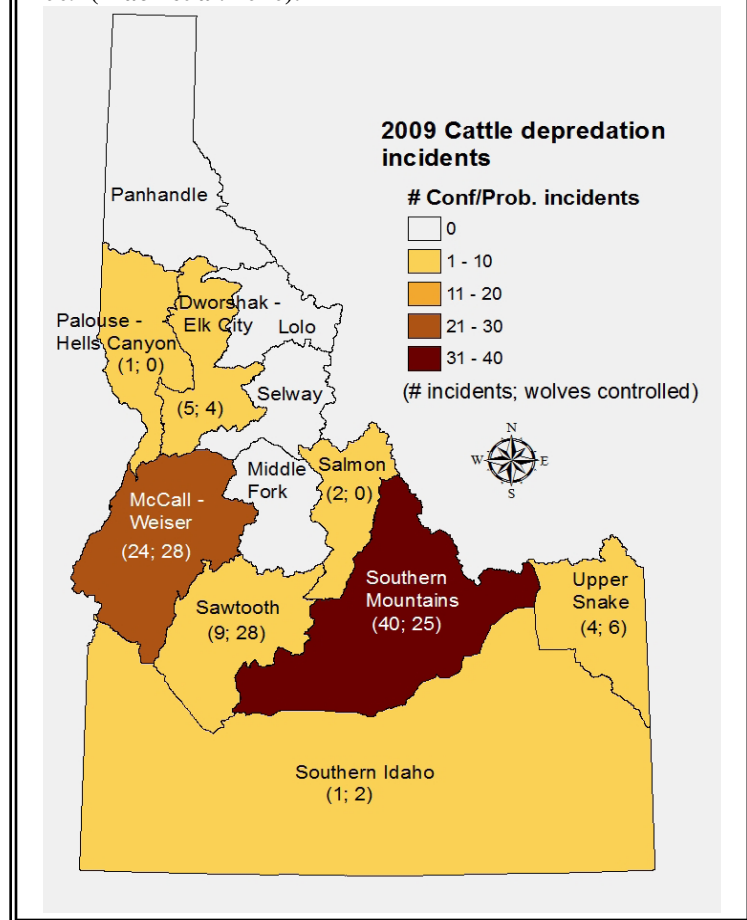 2009 Cattle depredation
incidents
# Conf/Prob. incidents
0
1 - 10
11 - 20
21 - 30
31 - 40
(# incidents; wolves controlled)
N
W
E
S
Panhandle
Palouse -
Hells Canyon
(1; 0)
Dworshak -
Elk City
(5; 4)
Lolo
Selway
Middle
Fork
Salmon
(2; 0)
McCall -
Weiser
(24; 28)
Sawtooth
(9; 28)
Southern
Mountains
(40; 25)
Upper
Snake
(4; 6)
Southern Idaho
(1; 2)